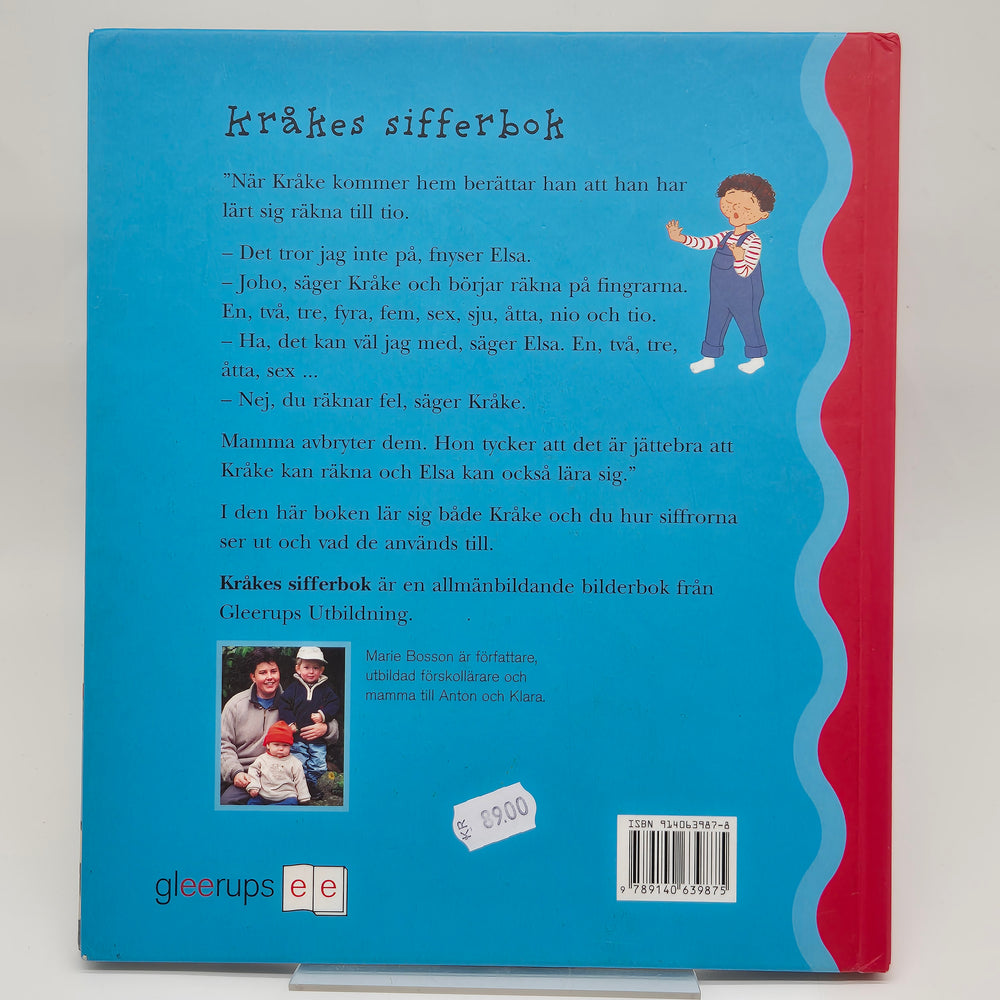 kråkes sifferbok
”När Kråke kommer hem berättar han att han har
lärt sig räkna till tio.
– Det tror jag inte på, fnyser Elsa.
– Joho, säger Kråke och börjar räkna på fingrarna.
En, två, tre, fyra, fem, sex, sju, åtta, nio och tio.
– Ha, det kan väl jag med, säger Elsa. En, två, tre,
åtta, sex ...
– Nej, du räknar fel, säger Kråke.
Mamma avbryter dem. Hon tycker att det är jättebra att
Kråke kan räkna och Elsa kan också lära sig.”
I den här boken lär sig både Kråke och du hur siffrorna
ser ut och vad de används till.
Kråkes sifferbok är en allmänbildande bilderbok från
Gleerups Utbildning.
Marie Bosson är författare,
utbildad förskollärare och
mamma till Anton och Klara.
KR 89.00
ISBN 914063987-8
9 789140 639875
gleerups e e